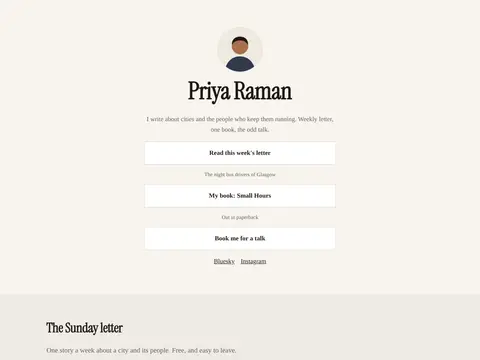 Priya Raman
I write about cities and the people who keep them running. Weekly letter,
one book, the odd talk.
Read this week's letter
The night bus drivers of Glasgow
My book: Small Hours
Out in paperback
Book me for a talk
Bluesky Instagram
The Sunday letter
One story a week about a city and its people. Free, and easy to leave.